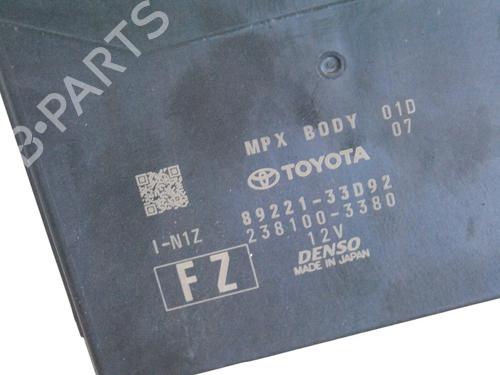 B-PARTS
MPX BODY 01D
07
TOYOTA
89221-33D92
238100-3380
I-N1Z
12V
FZ
DENSO
MADE IN JAPAN